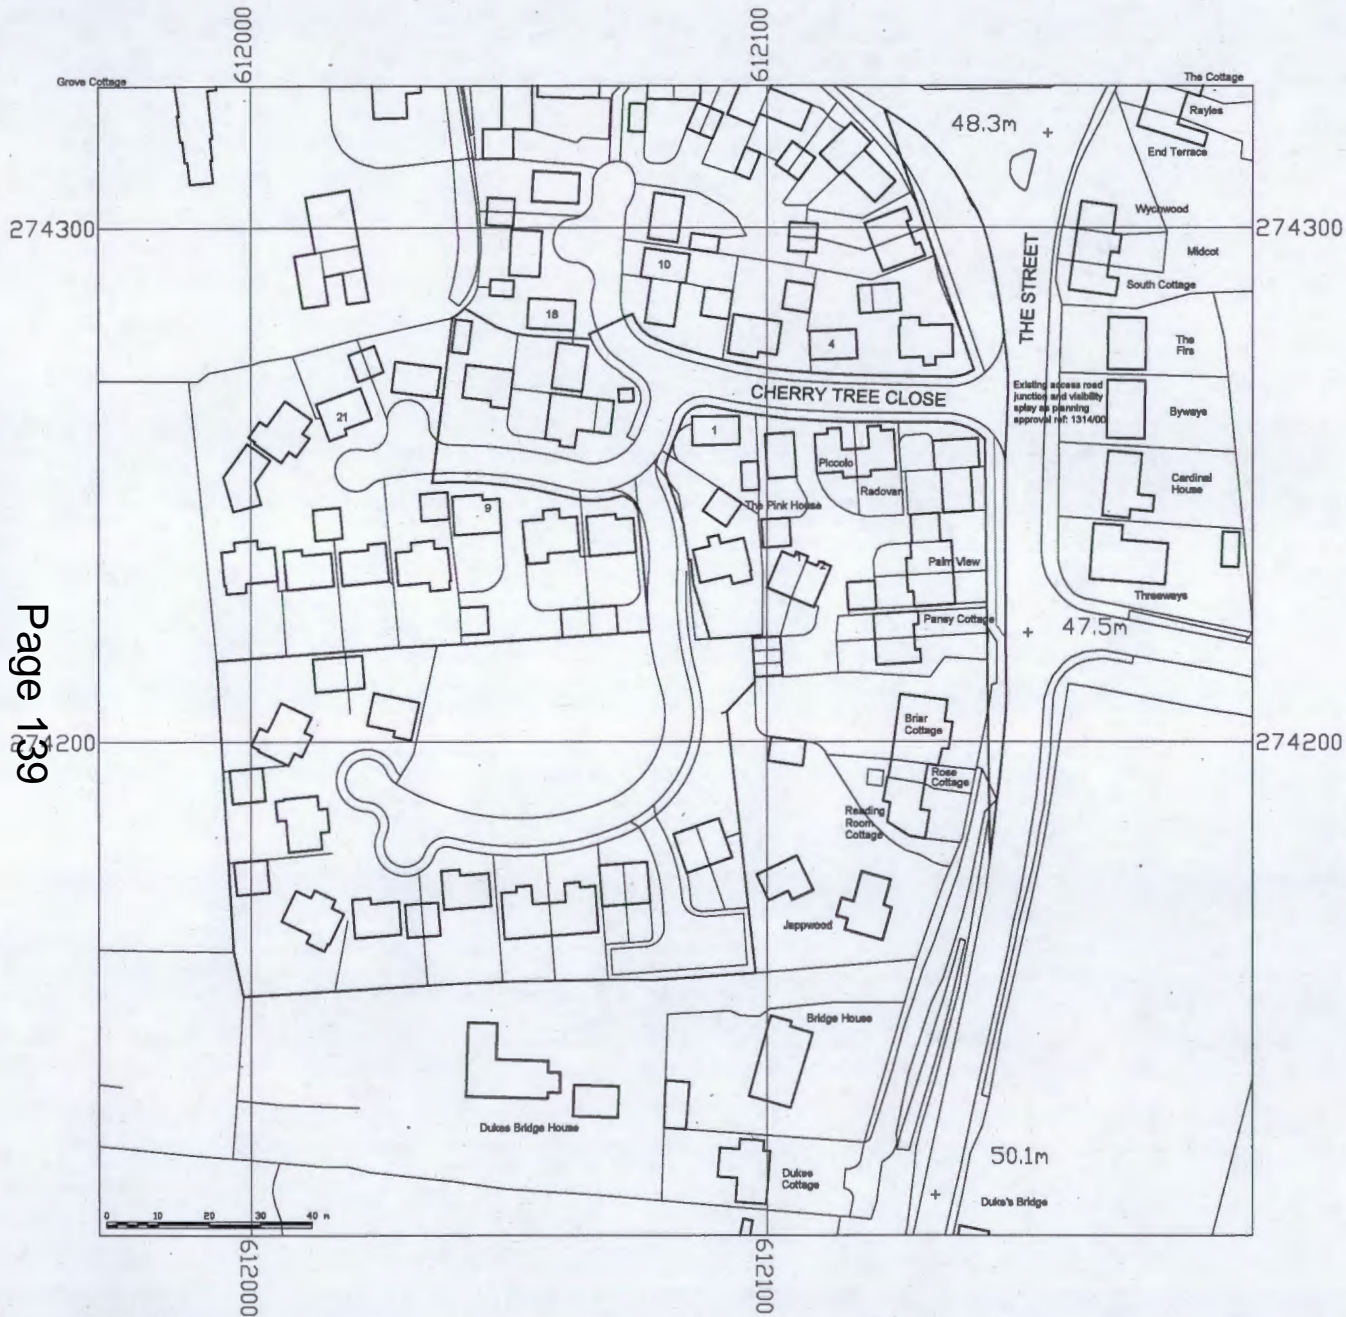 612000
612100
Grove Cottage
The Cottage
48.3m
Rayles
End Terrace
Wychwood
274300
274300
THE STREET
Midcot
10
South Cottage
18
4
The
Firs
CHERRY TREE CLOSE
Existing access road
junction and visibility
splay as planning
approval ref: 1314/00
Byways
21
1
Piccolo
Radovan
Cardinal
House
The Pink House
9
Palm View
Threeways
Pansy Cottage
47.5m
Page 139
Briar
Cottage
274200
274200
Rose
Cottage
Reading
Room
Cottage
Jappwood
Bridge House
Dukes Bridge House
50.1m
Dukes
Cottage
Duke's Bridge
0 10 20 30 40 m
612000
612100